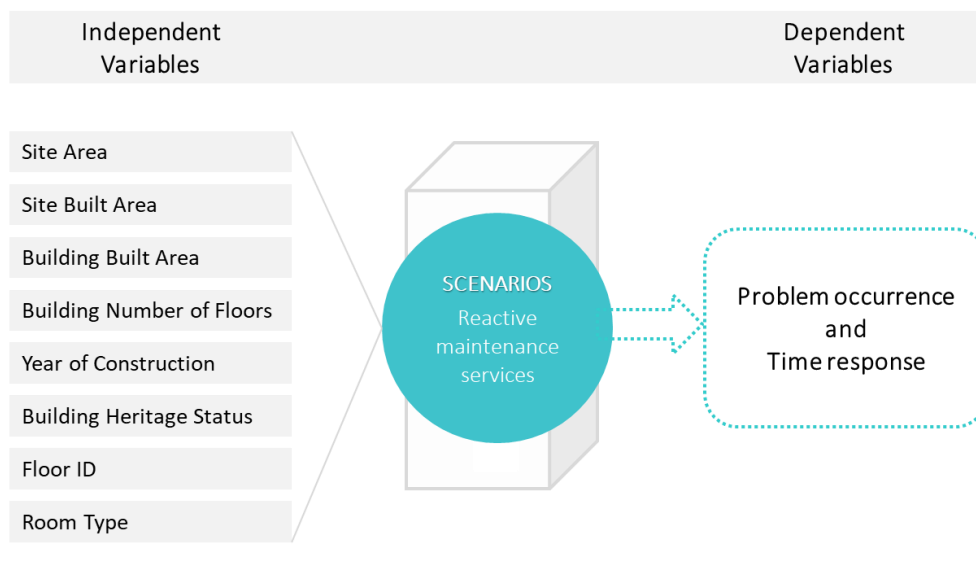 Independent
Variables
Dependent
Variables
Site Area
Site Built Area
Building Built Area
Building Number of Floors
Year of Construction
Building Heritage Status
Floor ID
Room Type
SCENARIOS
Reactive
maintenance
services
Problem occurrence
and
Time response